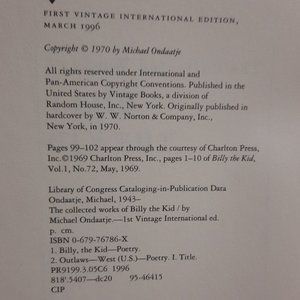 FIRST VINTAGE INTERNATIONAL EDITION,
MARCH 1996
Copyright © 1970 by Michael Ondaatje
All rights reserved under International and
Pan-American Copyright Conventions. Published in the
United States by Vintage Books, a division of
Random House, Inc., New York. Originally published in
hardcover by W. W. Norton & Company, Inc.,
New York, in 1970.
Pages 99–102 appear through the courtesy of Charlton Press,
Inc.©1969 Charlton Press, Inc., pages 1–10 of Billy the Kid,
Vol.1, No.72, May, 1969.
Library of Congress Cataloging-in-Publication Data
Ondaatje, Michael, 1943–
The collected works of Billy the Kid / by
Michael Ondaatje.—1st Vintage International ed.
p. cm.
ISBN 0-679-76786-X
1. Billy, the Kid—Poetry.
2. Outlaws—West (U.S.)—Poetry. I. Title.
PR9199.3.O5C6 1996
818'.5407—dc20 95-46415
CIP